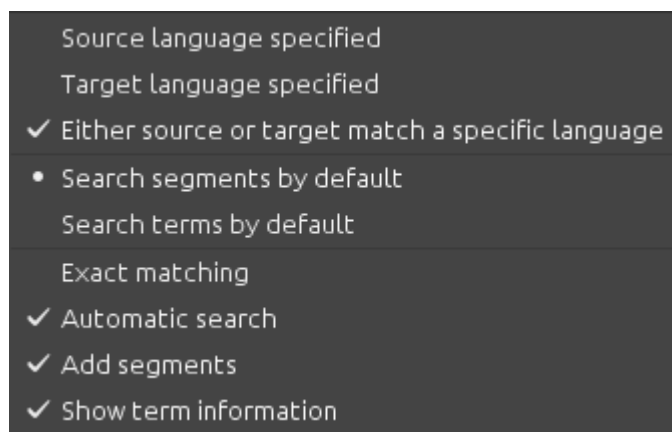 Source language specified
Target language specified
Either source or target match a specific language
Search segments by default
Search terms by default
Exact matching
Automatic search
Add segments
Show term information